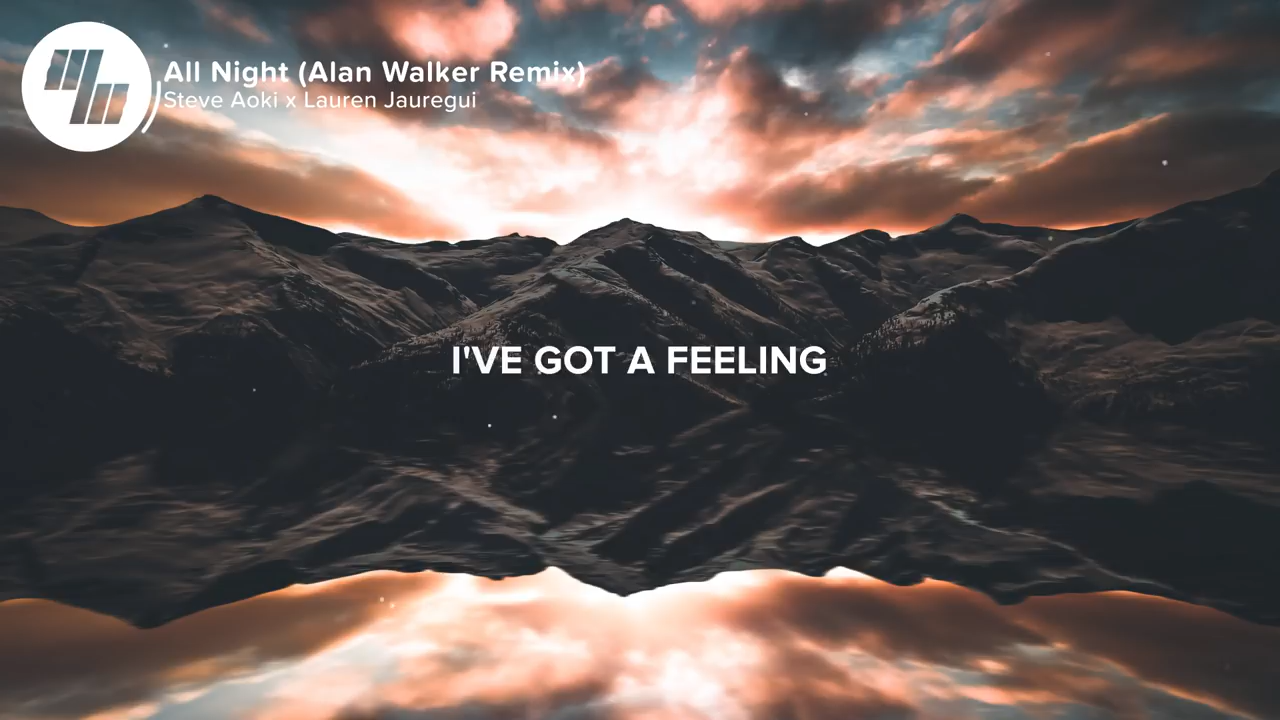 All Night (Alan Walker Remix)
Steve Aoki x Lauren Jauregui
I'VE GOT A FEELING